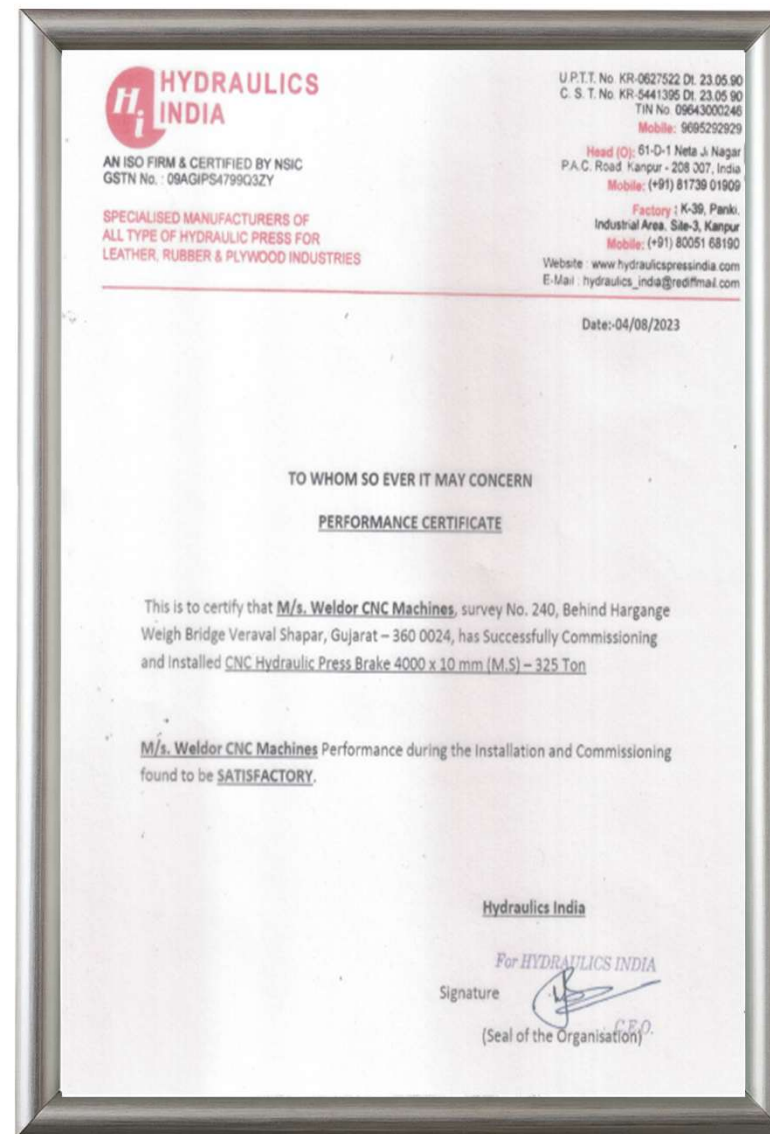 Hi
HYDRAULICS
INDIA
AN ISO FIRM & CERTIFIED BY NSIC
GSTN No. : 09AGIPS4799Q3ZY
SPECIALISED MANUFACTURERS OF
ALL TYPE OF HYDRAULIC PRESS FOR
LEATHER, RUBBER & PLYWOOD INDUSTRIES
U.P.T.T. No. KR-0627522 Dt. 23.05.90
C. S. T. No. KR-5441395 Dt. 23.05.90
TIN No. 09643000246
Mobile: 9695292929
Head (O): 61-D-1 Neta Ji Nagar
P.A.C. Road, Kanpur - 208 007, India
Mobile: (+91) 81739 01909
Factory : K-39, Panki,
Industrial Area, Site-3, Kanpur
Mobile: (+91) 80051 68190
Website : www.hydraulicspressindia.com
E-Mail : hydraulics_india@rediffmail.com
Date:-04/08/2023
TO WHOM SO EVER IT MAY CONCERN
PERFORMANCE CERTIFICATE
This is to certify that M/s. Weldor CNC Machines, survey No. 240, Behind Hargange
Weigh Bridge Veraval Shapar, Gujarat – 360 0024, has Successfully Commissioning
and Installed CNC Hydraulic Press Brake 4000 x 10 mm (M.S) – 325 Ton
M/s. Weldor CNC Machines Performance during the Installation and Commissioning
found to be SATISFACTORY.
Hydraulics India
For HYDRAULICS INDIA
Signature
C.E.O.
(Seal of the Organisation)